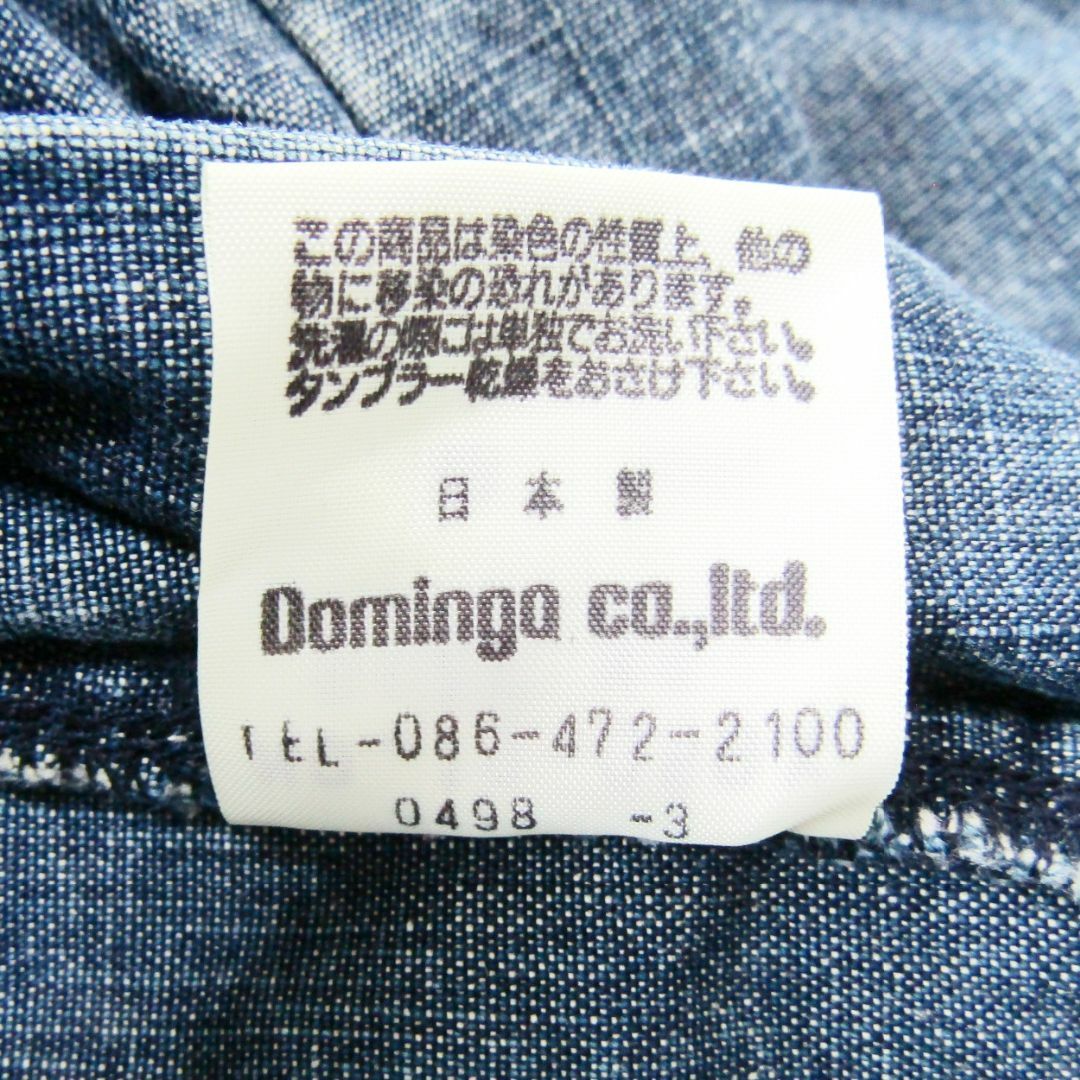 この商品は染色の性質上、他の
物に移染の恐れがあります。
洗濯の際は単独でお洗い下さい。
タンブラー乾燥をおさけ下さい。
日本製
Domingo co.,ltd.
TEL-086-472-2100
0498 -3